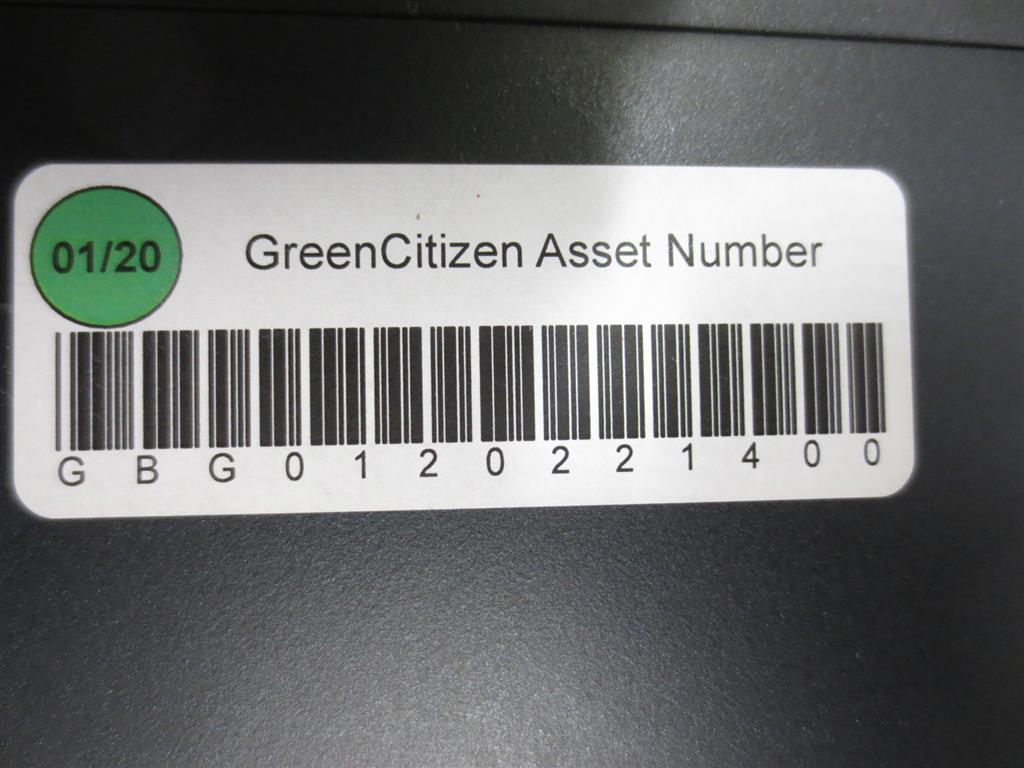 01/20
GreenCitizen Asset Number
G B G 0 1 2 0 2 2 1 4 0 0